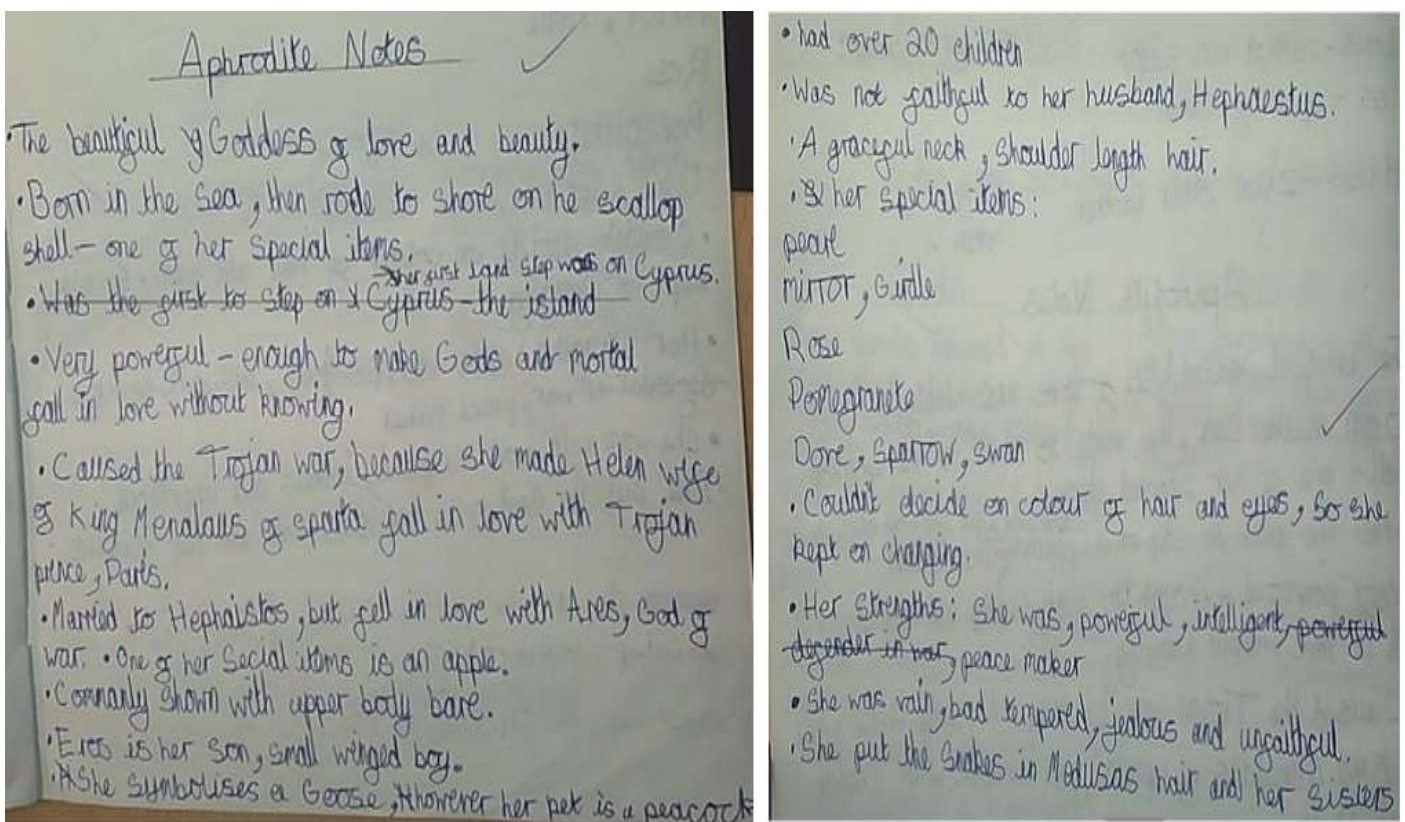 Aphrodite Notes
•The beautiful Goddess of love and beauty.
•Born in the sea, then rode to shore on he scallop
shell – one of her special items.
her first land step was on Cyprus.
•Was the first to step on Cyprus – the island
•Very powerful – enough to make Gods and mortal
fall in love without knowing.
•Caused the Trojan war, because she made Helen wife
of King Menalaus of sparta fall in love with Trojan
prince, Paris.
•Married to Hephaistos, but fell in love with Ares, God of
war. •One of her Secial items is an apple.
•Commanly shown with upper body bare.
•Eros is her son, small winged boy.
•She symbolises a Goose, however her pet is a peacock
•had over 20 children
•Was not faithful to her husband, Hephaestus.
•A graceful neck, shoulder length hair.
•her special items:
pearl
mirror, Girdle
Rose
Pomegranete
Dove, sparrow, swan
•Couldnt decide on colour of hair and eyes, so she
kept on changing.
•Her strengths: She was, powerful, intelligent, powerful
defender in war, peace maker
•She was vain, bad tempered, jealous and unfaithful.
•She put the Snakes in Medusas hair and her sisters